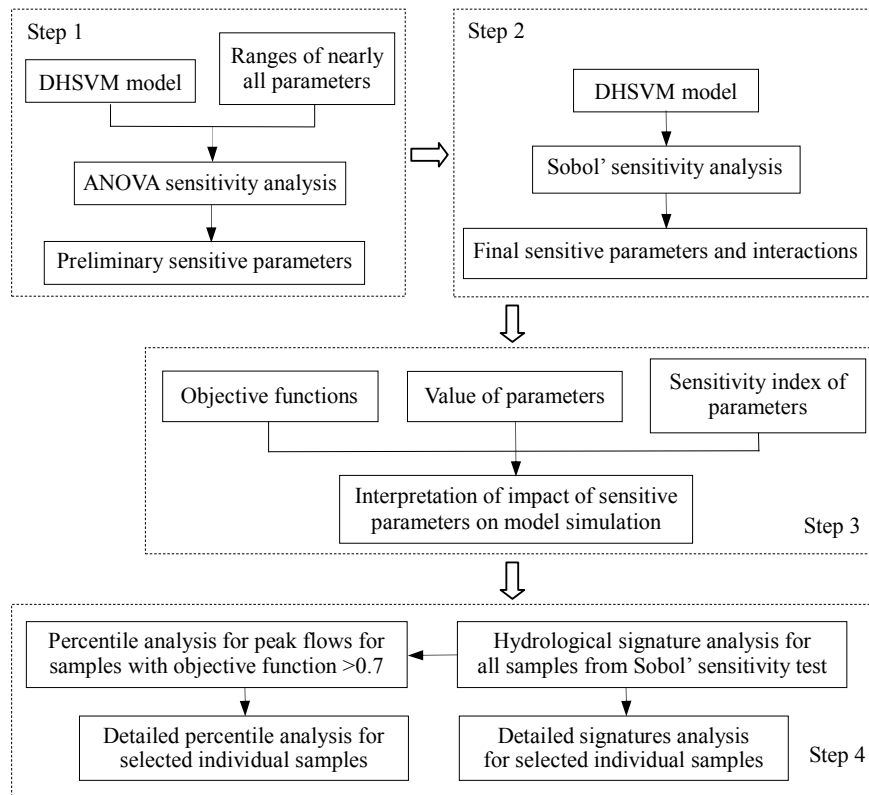 Step 1
Ranges of nearly
all parameters
DHSVM model
ANOVA sensitivity analysis
Preliminary sensitive parameters
Step 2
DHSVM model
Sobol’ sensitivity analysis
Final sensitive parameters and interactions
Objective functions
Value of parameters
Sensitivity index of
parameters
Interpretation of impact of sensitive
parameters on model simulation
Step 3
Percentile analysis for peak flows for
samples with objective function >0.7
Hydrological signature analysis for
all samples from Sobol’ sensitivity test
Detailed percentile analysis for
selected individual samples
Detailed signatures analysis
for selected individual samples
Step 4